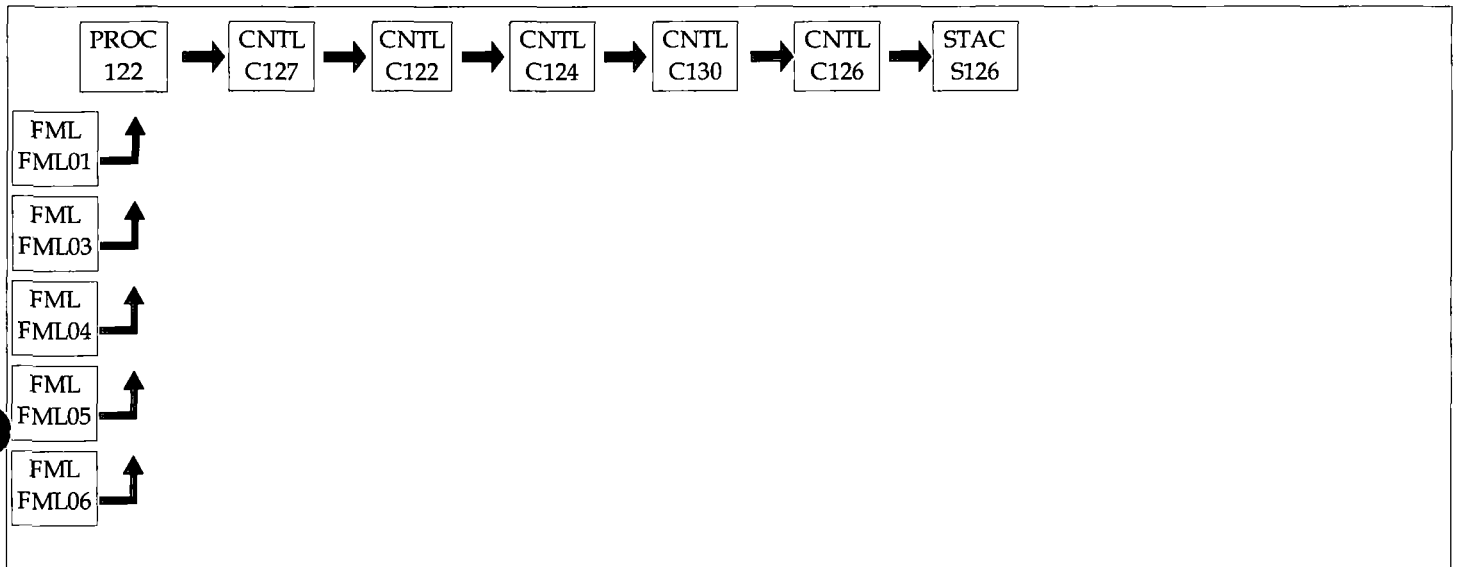 PROC
122
CNTL
C127
CNTL
C122
CNTL
C124
CNTL
C130
CNTL
C126
STAC
S126
FML
FML01
FML
FML03
FML
FML04
FML
FML05
FML
FML06